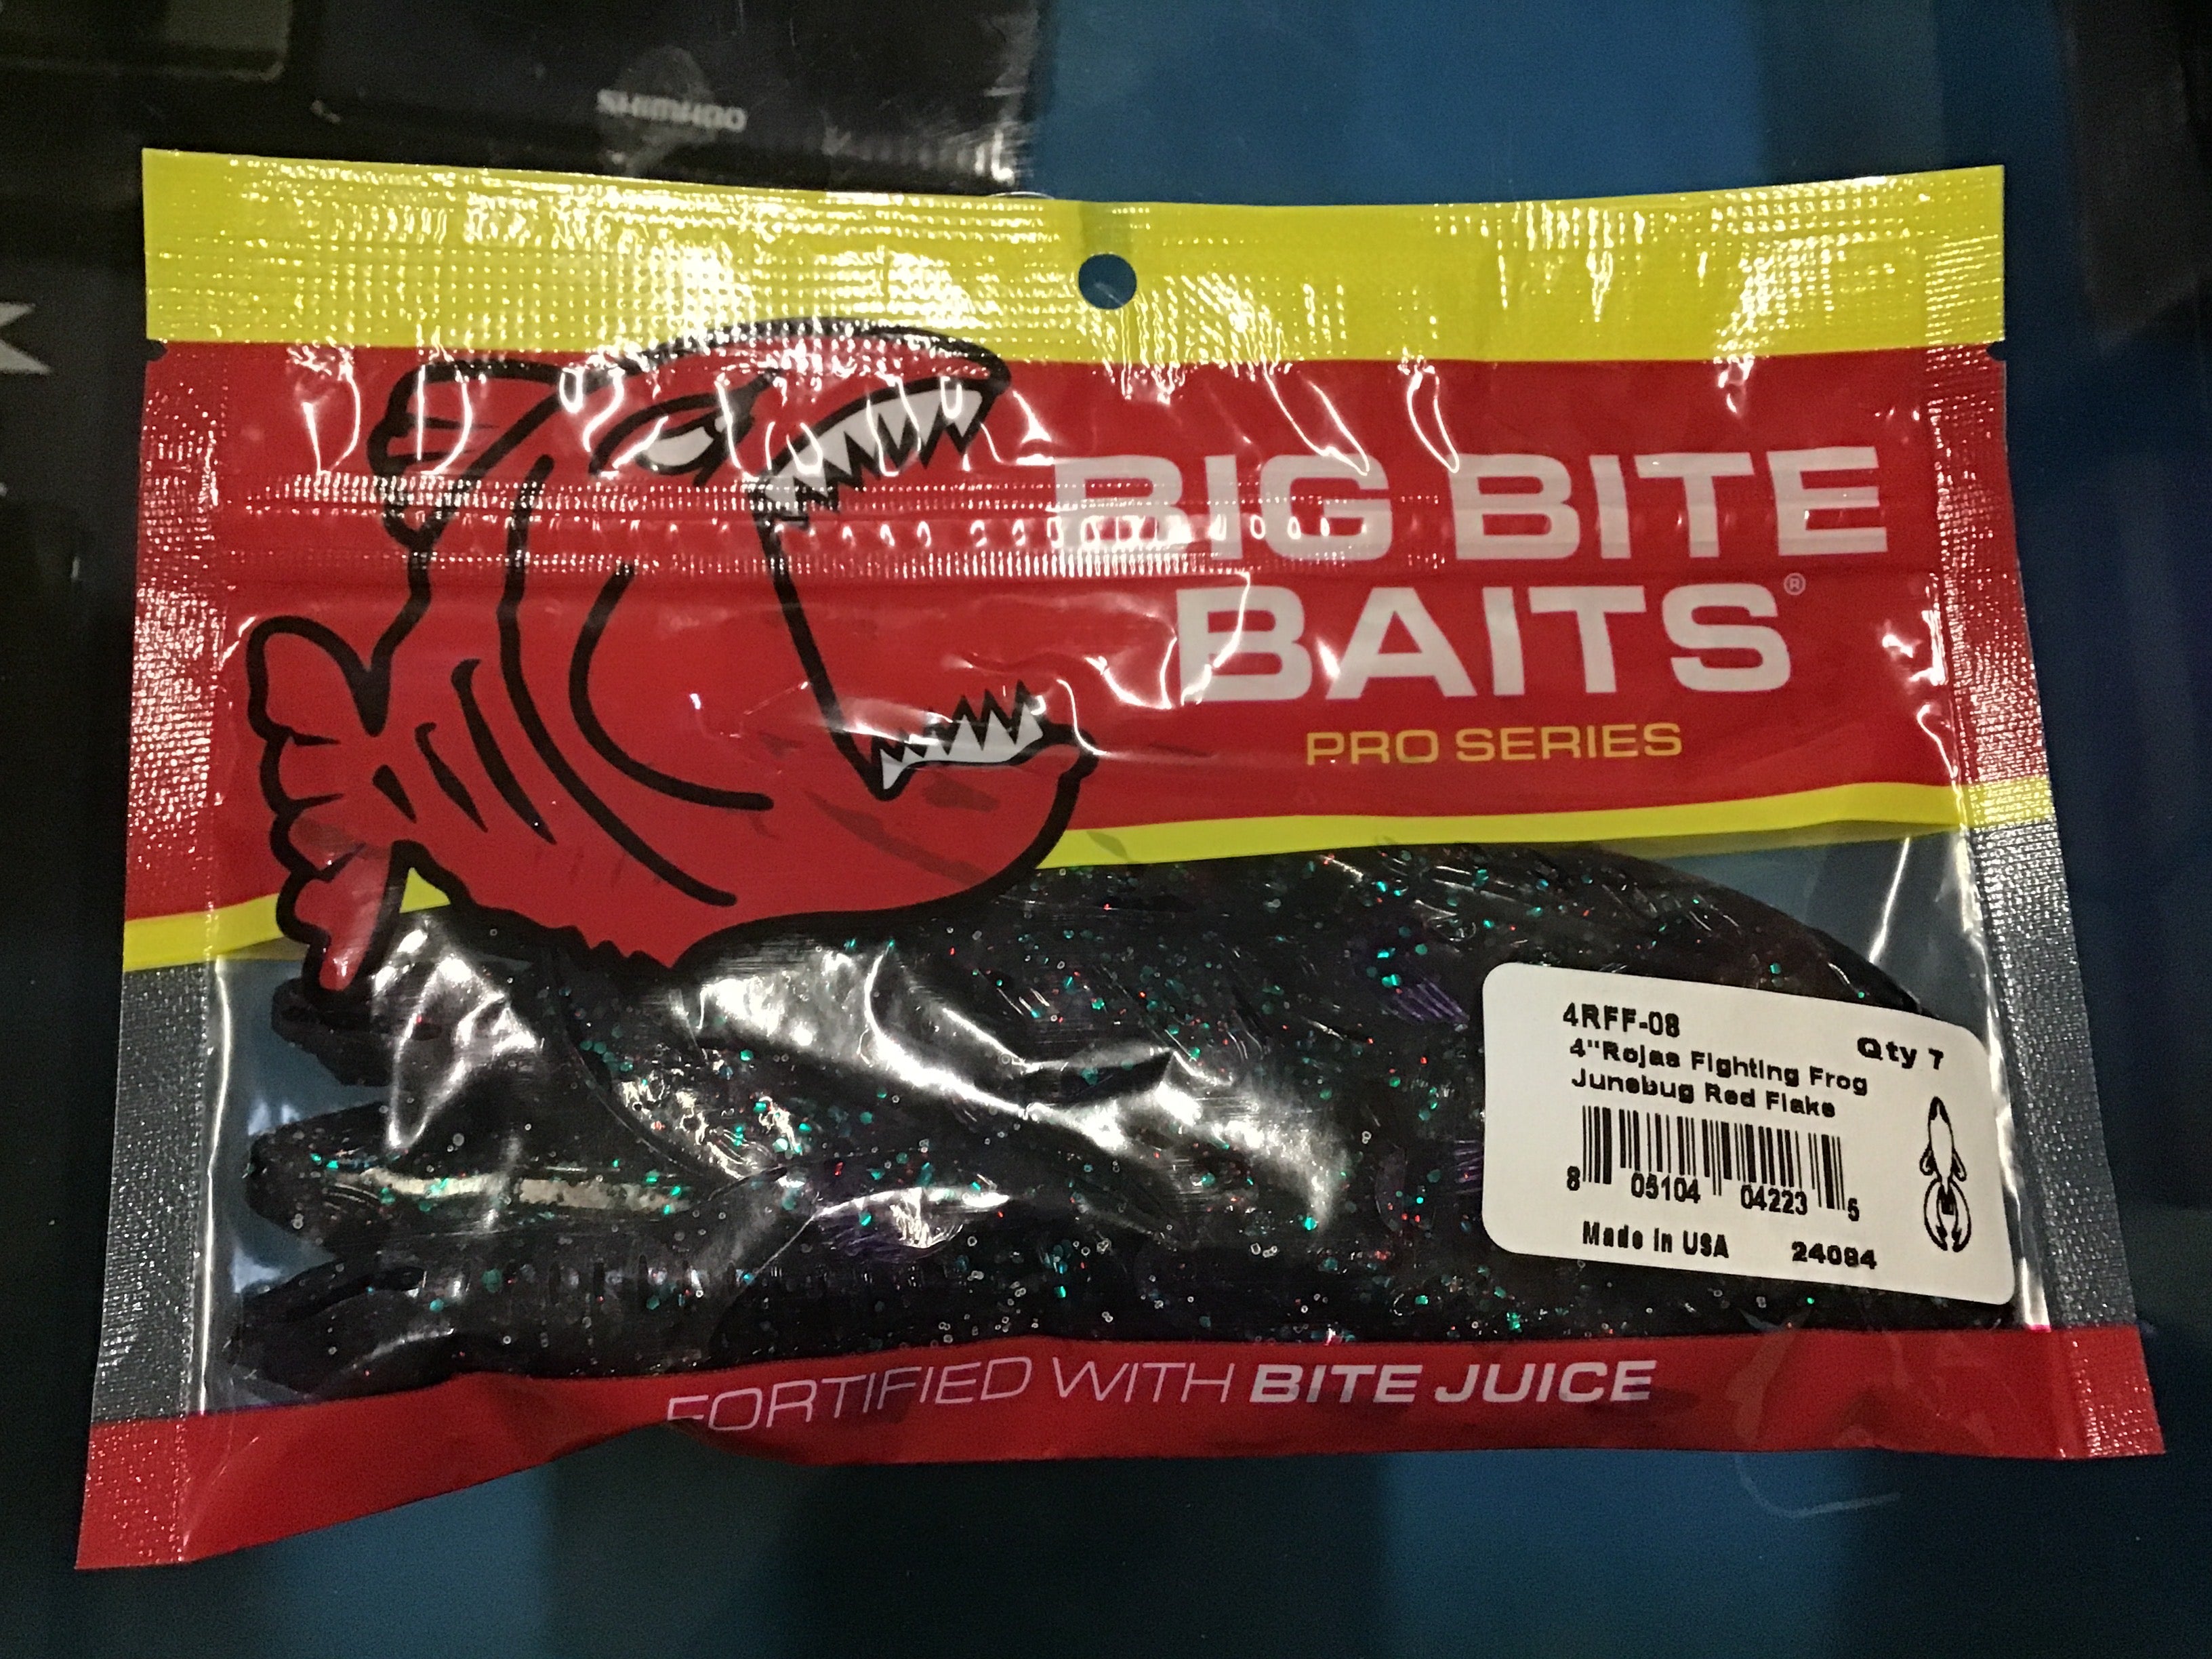 SHIMANO
BIG BITE
BAITS®
PRO SERIES
4RFF-08
Qty 7
4"Rojas Fighting Frog
Junebug Red Flake
8 05104 04223 5
Made in USA 24084
FORTIFIED WITH BITE JUICE